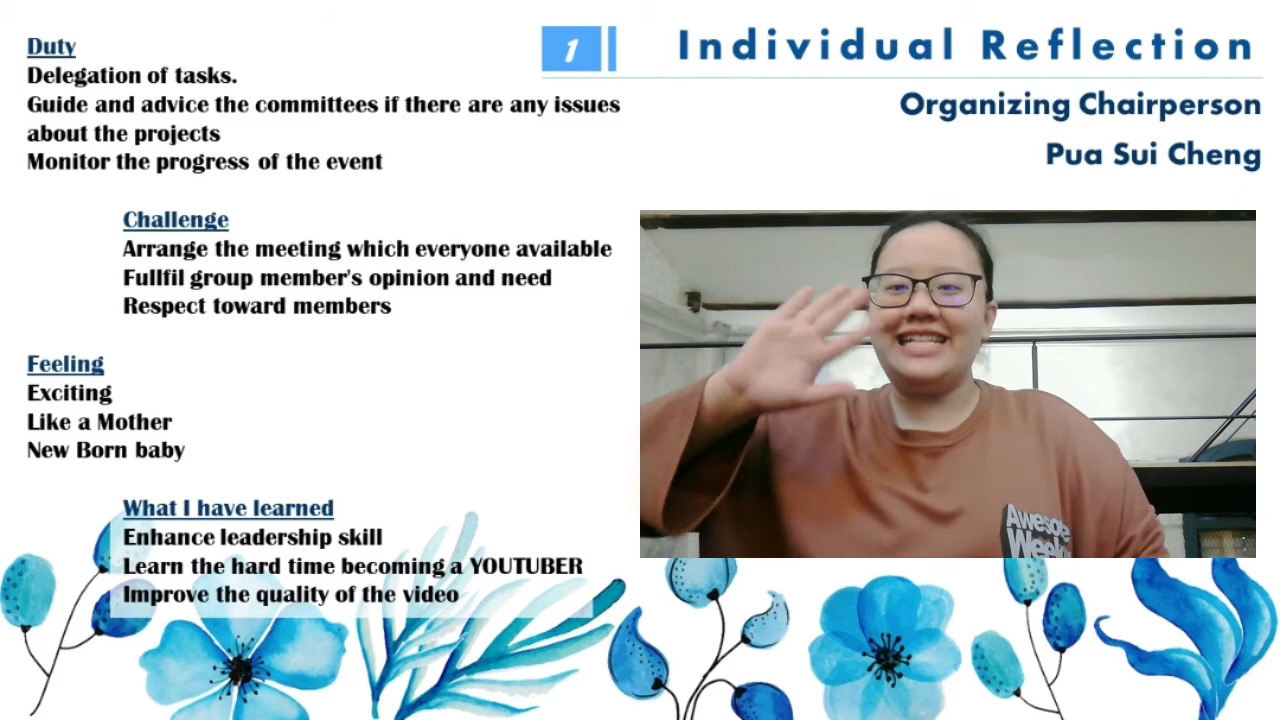 1
Individual Reflection
Organizing Chairperson
Pua Sui Cheng
Duty
Delegation of tasks.
Guide and advice the committees if there are any issues
about the projects
Monitor the progress of the event
Challenge
Arrange the meeting which everyone available
Fullfil group member's opinion and need
Respect toward members
Feeling
Exciting
Like a Mother
New Born baby
What I have learned
Enhance leadership skill
Learn the hard time becoming a YOUTUBER
Improve the quality of the video
Awesome
Week